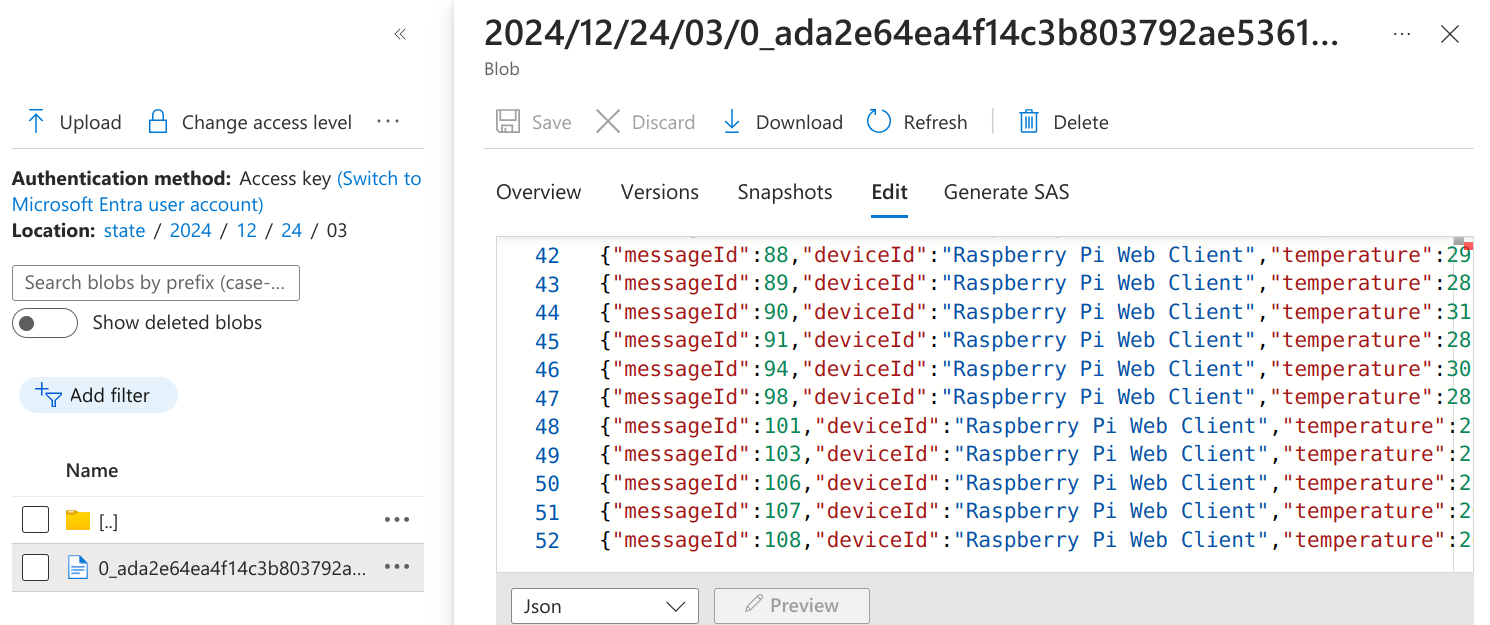 «
Upload Change access level ...
Authentication method: Access key (Switch to
Microsoft Entra user account)
Location: state / 2024 / 12 / 24 / 03
Search blobs by prefix (case-...
Show deleted blobs
Add filter
Name
[..]
0_ada2e64ea4f14c3b803792a...
2024/12/24/03/0_ada2e64ea4f14c3b803792ae5361...
Blob
Save Discard Download Refresh Delete
Overview Versions Snapshots Edit Generate SAS
42 {"messageId":88,"deviceId":"Raspberry Pi Web Client","temperature":29
43 {"messageId":89,"deviceId":"Raspberry Pi Web Client","temperature":28
44 {"messageId":90,"deviceId":"Raspberry Pi Web Client","temperature":31
45 {"messageId":91,"deviceId":"Raspberry Pi Web Client","temperature":28
46 {"messageId":94,"deviceId":"Raspberry Pi Web Client","temperature":30
47 {"messageId":98,"deviceId":"Raspberry Pi Web Client","temperature":28
48 {"messageId":101,"deviceId":"Raspberry Pi Web Client","temperature":2
49 {"messageId":103,"deviceId":"Raspberry Pi Web Client","temperature":2
50 {"messageId":106,"deviceId":"Raspberry Pi Web Client","temperature":2
51 {"messageId":107,"deviceId":"Raspberry Pi Web Client","temperature":2
52 {"messageId":108,"deviceId":"Raspberry Pi Web Client","temperature":2
Json Preview